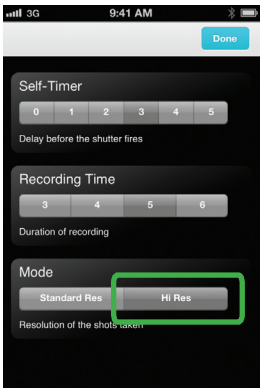 3G 9:41 AM
Done
Self-Timer
0 1 2 3 4 5
Delay before the shutter fires
Recording Time
3 4 5 6
Duration of recording
Mode
Standard Res Hi Res
Resolution of the shots taken